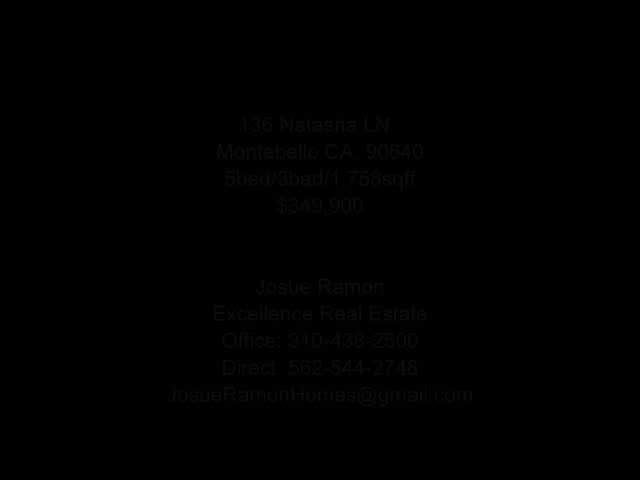 136 Natasha LN
Montebello CA, 90640
5bed/3bad/1,758sqft
$349,900
Josue Ramon
Excellence Real Estate
Office: 310-438-2500
Direct: 562-544-2748
JosueRamonHomes@gmail.com